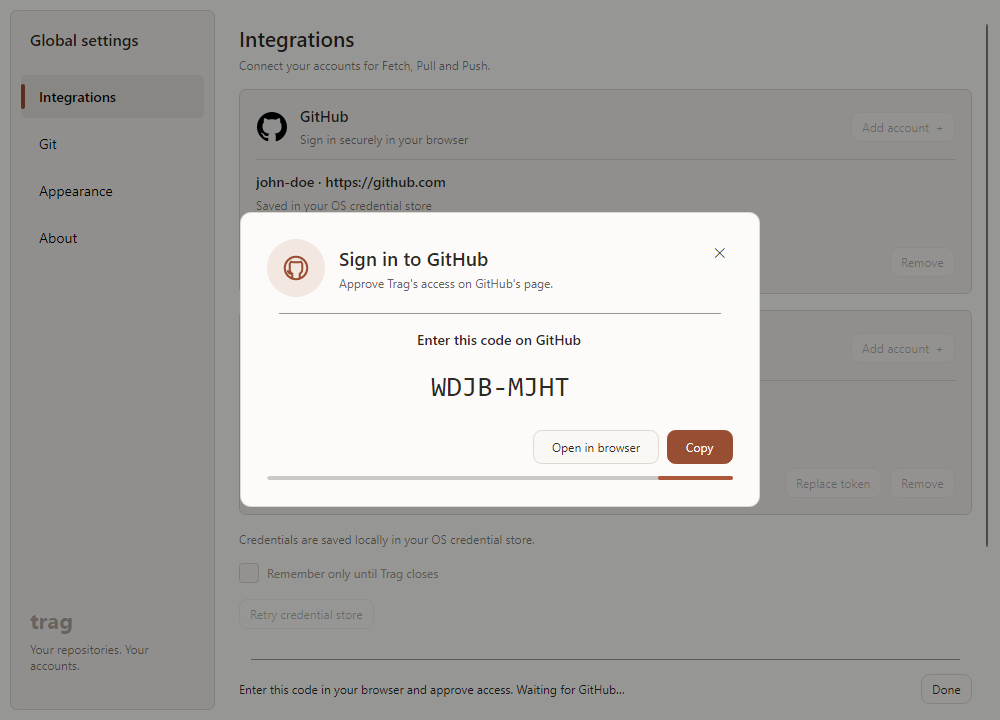 Global settings
Integrations
Git
Appearance
About
trag
Your repositories. Your
accounts.
Integrations
Connect your accounts for Fetch, Pull and Push.
GitHub
Sign in securely in your browser
Add account +
john-doe · https://github.com
Saved in your OS credential store
Remove
Sign in to GitHub
Approve Trag's access on GitHub's page.
Enter this code on GitHub
WDJB-MJHT
Open in browser
Copy
Add account +
Replace token
Remove
Credentials are saved locally in your OS credential store.
Remember only until Trag closes
Retry credential store
Enter this code in your browser and approve access. Waiting for GitHub...
Done